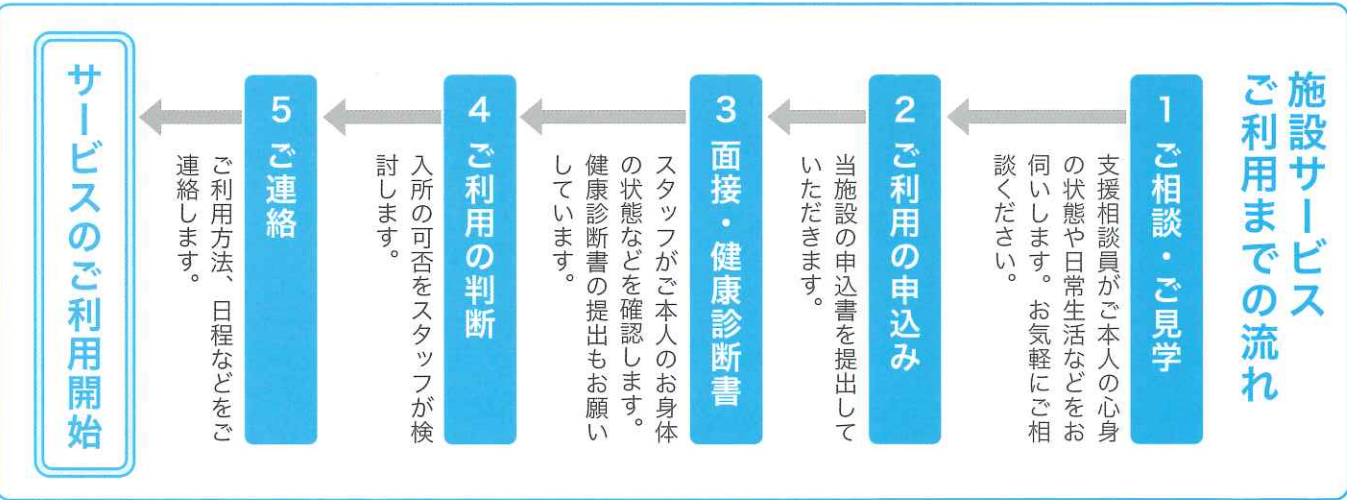 施設サービス
ご利用までの流れ
1 ご相談・ご見学
支援相談員がご本人の心身
の状態や日常生活などをお
伺いします。お気軽にご相
談ください。
2 ご利用の申込み
当施設の申込書を提出して
いただきます。
3 面接・健康診断書
スタッフがご本人のお身体
の状態などを確認します。
健康診断書の提出もお願い
しています。
4 ご利用の判断
入所の可否をスタッフが検
討します。
5 ご連絡
ご利用方法、日程などをご
連絡します。
サービスのご利用開始